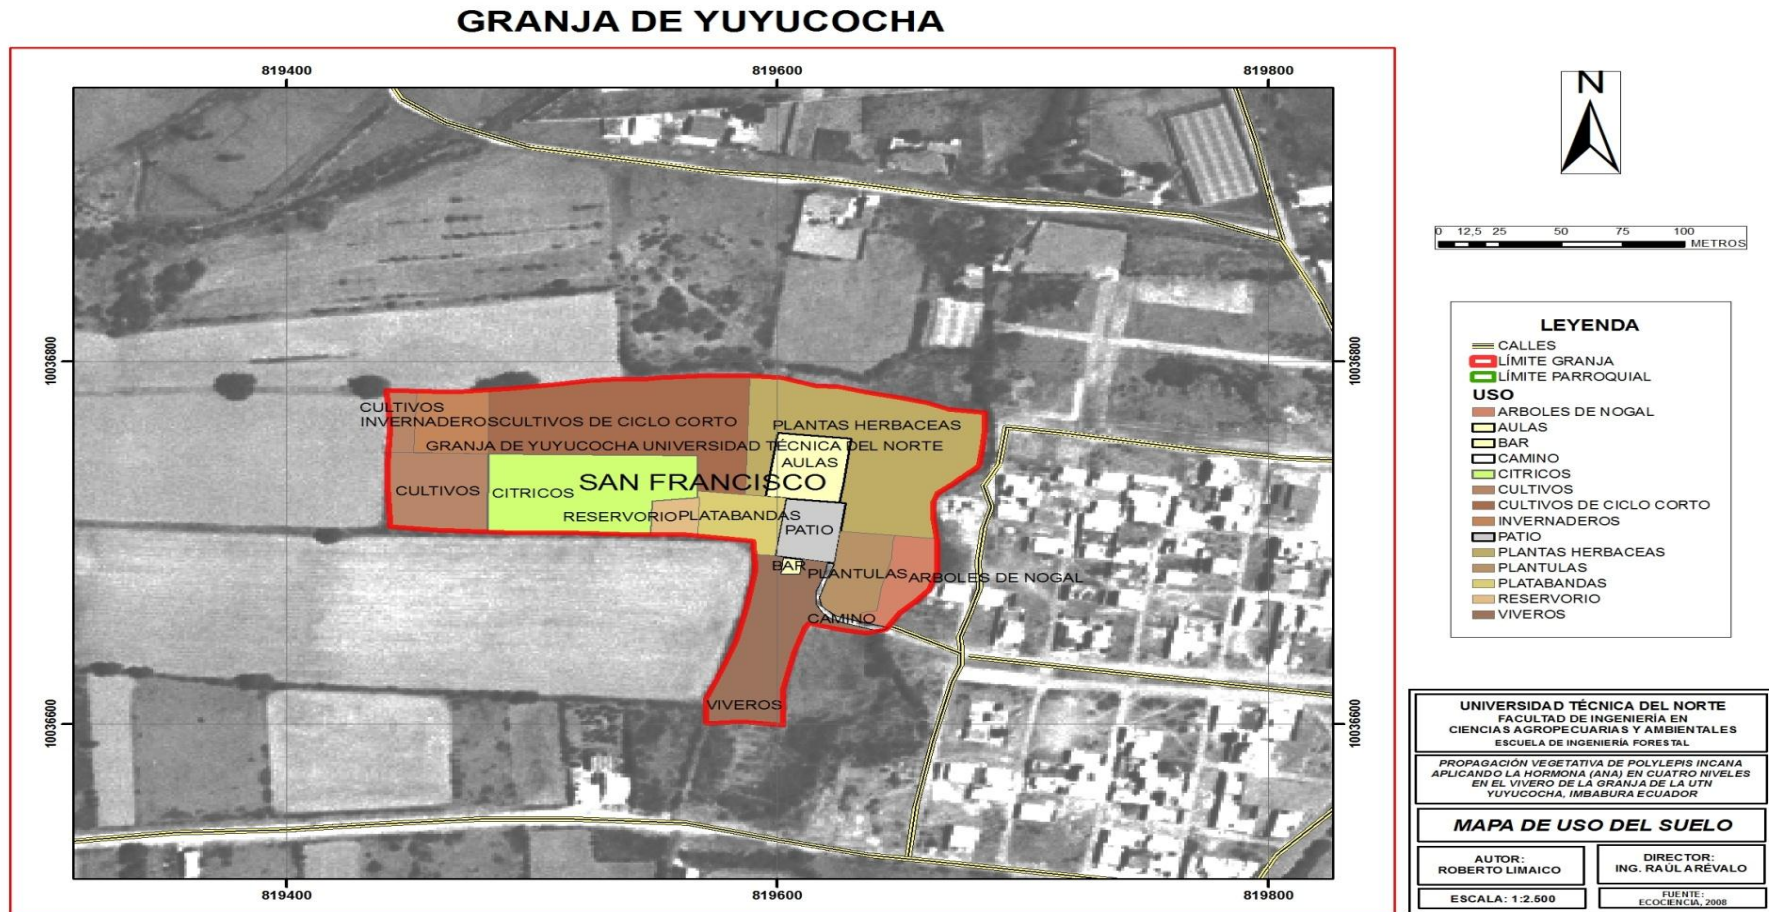 GRANJA DE YUYUCOCHA
819400
819600
819800
N
0 12,5 25 50 75 100
METROS
10036800
10036800
LEYENDA
CALLES
LÍMITE GRANJA
LÍMITE PARROQUIAL
USO
ARBOLES DE NOGAL
AULAS
BAR
CAMINO
CITRICOS
CULTIVOS
CULTIVOS DE CICLO CORTO
INVERNADEROS
PATIO
PLANTAS HERBACEAS
PLANTULAS
PLATABANDAS
RESERVORIO
VIVEROS
CULTIVOS
INVERNADEROS
CULTIVOS DE CICLO CORTO
PLANTAS HERBACEAS
GRANJA DE YUYUCOCHA UNIVERSIDAD TÉCNICA DEL NORTE
AULAS
SAN FRANCISCO
CULTIVOS
CITRICOS
RESERVORIO
PLATABANDAS
PATIO
BAR
PLANTULAS
ARBOLES DE NOGAL
CAMINO
VIVEROS
10036600
10036600
819400
819600
819800
UNIVERSIDAD TÉCNICA DEL NORTE
FACULTAD DE INGENIERÍA EN
CIENCIAS AGROPECUARIAS Y AMBIENTALES
ESCUELA DE INGENIERÍA FORESTAL
PROPAGACIÓN VEGETATIVA DE POLYLEPIS INCANA
APLICANDO LA HORMONA (ANA) EN CUATRO NIVELES
EN EL VIVERO DE LA GRANJA DE LA UTN
YUYUCOCHA, IMBABURA ECUADOR
MAPA DE USO DEL SUELO
AUTOR:
ROBERTO LIMAICO
DIRECTOR:
ING. RAÚL ARÉVALO
ESCALA: 1:2.500
FUENTE:
ECOCIENCIA, 2008